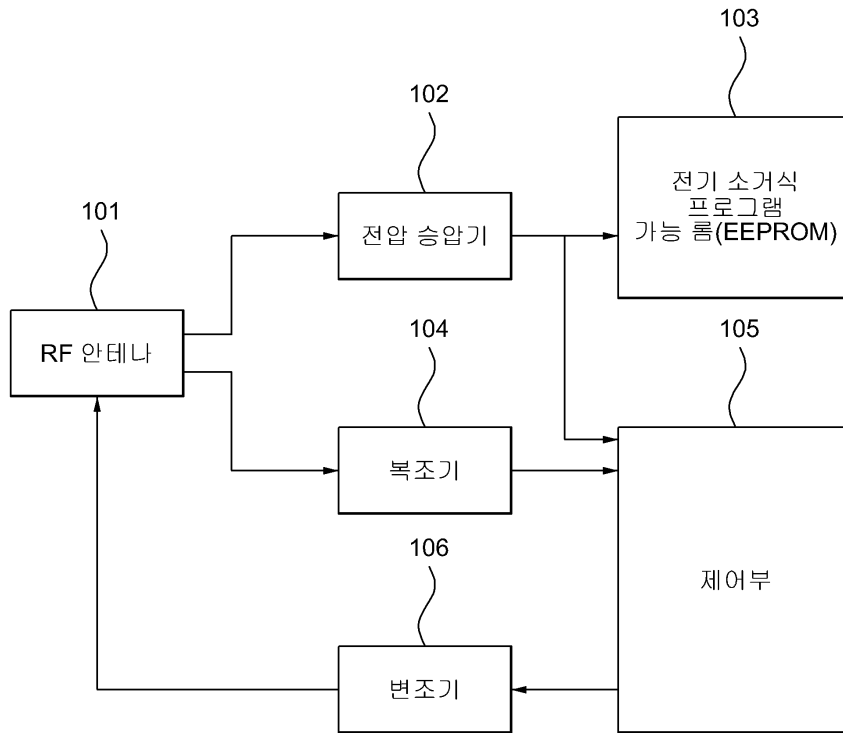 103
102
전기 소거식
프로그램
가능 롬(EEPROM)
101
전압 승압기
104
105
RF 안테나
복조기
106
제어부
변조기